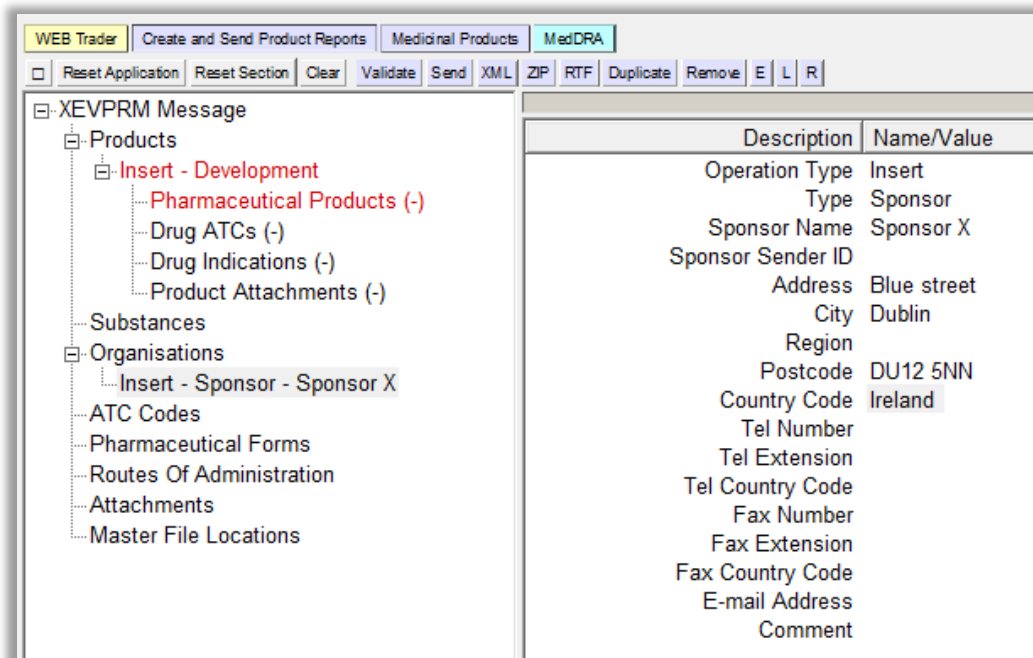 WEB Trader Create and Send Product Reports Medicinal Products MedDRA
Reset Application Reset Section Clear Validate Send XML ZIP RTF Duplicate Remove E L R
XEVPRM Message
Products
Insert - Development
Pharmaceutical Products (-)
Drug ATCs (-)
Drug Indications (-)
Product Attachments (-)
Substances
Organisations
Insert - Sponsor - Sponsor X
ATC Codes
Pharmaceutical Forms
Routes Of Administration
Attachments
Master File Locations
Description Name/Value
Operation Type Insert
Type Sponsor
Sponsor Name Sponsor X
Sponsor Sender ID
Address Blue street
City Dublin
Region
Postcode DU12 5NN
Country Code Ireland
Tel Number
Tel Extension
Tel Country Code
Fax Number
Fax Extension
Fax Country Code
E-mail Address
Comment